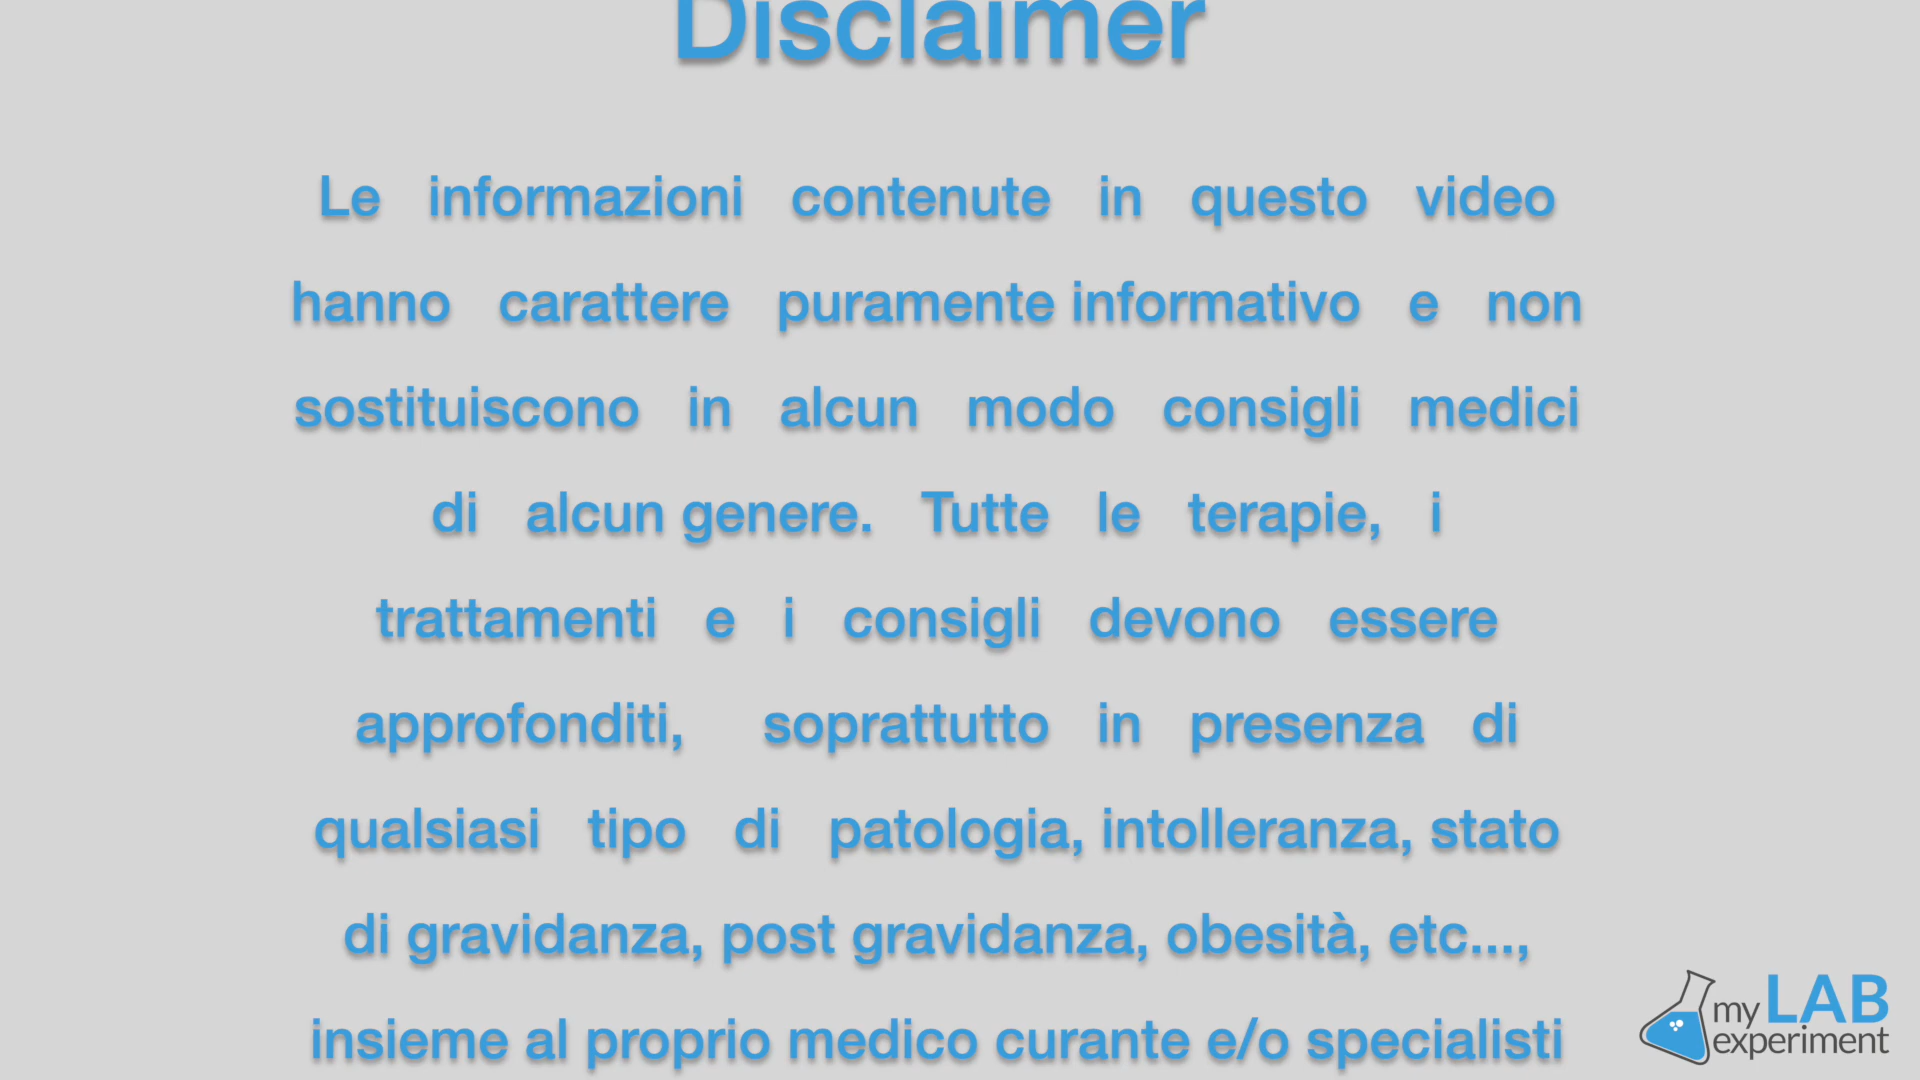 Disclaimer
Le informazioni contenute in questo video
hanno carattere puramente informativo e non
sostituiscono in alcun modo consigli medici
di alcun genere. Tutte le terapie, i
trattamenti e i consigli devono essere
approfonditi, soprattutto in presenza di
qualsiasi tipo di patologia, intolleranza, stato
di gravidanza, post gravidanza, obesità, etc...,
insieme al proprio medico curante e/o specialisti
my LAB
experiment